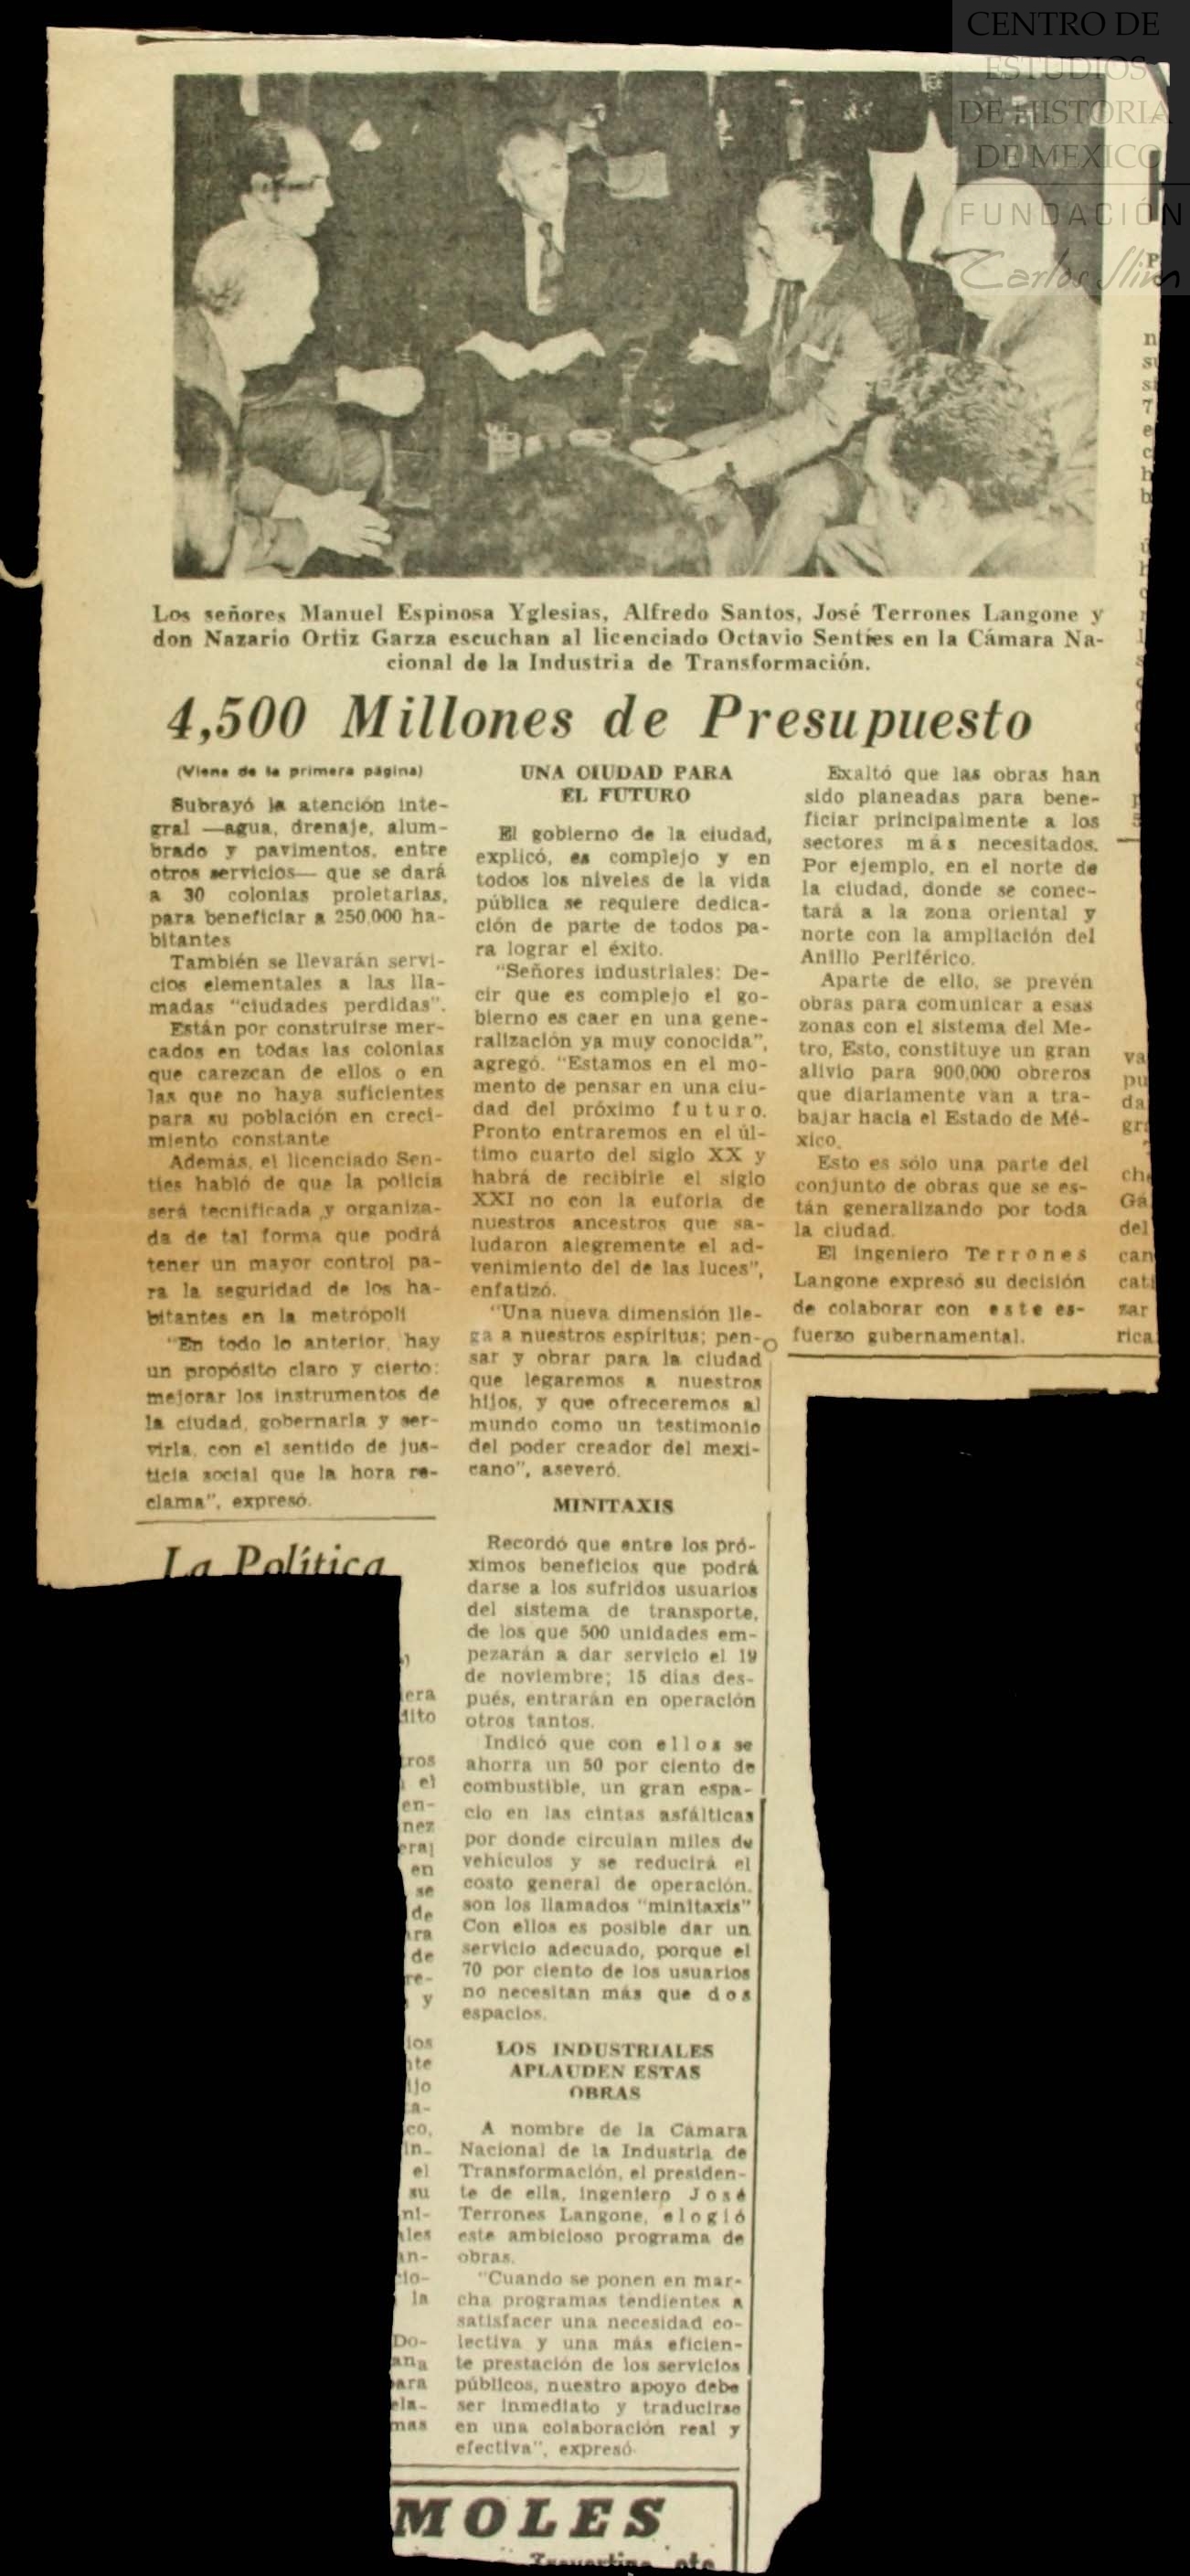 CENTRO DE
ESTUDIOS
DE HISTORIA
DE MEXICO
FUNDACIÓN
Carlos Slim
Los señores Manuel Espinosa Yglesias, Alfredo Santos, José Terrones Langone y
don Nazario Ortiz Garza escuchan al licenciado Octavio Sentíes en la Cámara Na-
cional de la Industria de Transformación.
4,500 Millones de Presupuesto
(Viene de la primera página)
Subrayó la atención inte-
gral —agua, drenaje, alum-
brado y pavimentos, entre
otros servicios— que se dará
a 30 colonias proletarias,
para beneficiar a 250,000 ha-
bitantes
También se llevarán servi-
cios elementales a las lla-
madas "ciudades perdidas".
Están por construirse mer-
cados en todas las colonias
que carezcan de ellos o en
las que no haya suficientes
para su población en creci-
miento constante
Además, el licenciado Sen-
tíes habló de que la policía
será tecnificada y organiza-
da de tal forma que podrá
tener un mayor control pa-
ra la seguridad de los ha-
bitantes en la metrópoli
"En todo lo anterior, hay
un propósito claro y cierto:
mejorar los instrumentos de
la ciudad, gobernarla y ser-
virla, con el sentido de jus-
ticia social que la hora re-
clama", expresó.
La Política
UNA CIUDAD PARA
EL FUTURO
El gobierno de la ciudad,
explicó, es complejo y en
todos los niveles de la vida
pública se requiere dedica-
ción de parte de todos pa-
ra lograr el éxito.
"Señores industriales: De-
cir que es complejo el go-
bierno es caer en una gene-
ralización ya muy conocida",
agregó. "Estamos en el mo-
mento de pensar en una ciu-
dad del próximo futuro.
Pronto entraremos en el úl-
timo cuarto del siglo XX y
habrá de recibirle el siglo
XXI no con la euforia de
nuestros ancestros que sa-
ludaron alegremente el ad-
venimiento del de las luces",
enfatizó.
"Una nueva dimensión lle-
ga a nuestros espíritus; pen-
sar y obrar para la ciudad
que legaremos a nuestros
hijos, y que ofreceremos al
mundo como un testimonio
del poder creador del mexi-
cano", aseveró.
MINITAXIS
Recordó que entre los pró-
ximos beneficios que podrá
darse a los sufridos usuarios
del sistema de transporte,
de los que 500 unidades em-
pezarán a dar servicio el 19
de noviembre; 15 días des-
pués, entrarán en operación
otros tantos.
Indicó que con ellos se
ahorra un 50 por ciento de
combustible, un gran espa-
cio en las cintas asfálticas
por donde circulan miles de
vehículos y se reducirá el
costo general de operación.
son los llamados "minitaxis"
Con ellos es posible dar un
servicio adecuado, porque el
70 por ciento de los usuarios
no necesitan más que dos
espacios.
LOS INDUSTRIALES
APLAUDEN ESTAS
OBRAS
A nombre de la Cámara
Nacional de la Industria de
Transformación, el presiden-
te de ella, ingeniero José
Terrones Langone, elogió
este ambicioso programa de
obras.
"Cuando se ponen en mar-
cha programas tendientes a
satisfacer una necesidad co-
lectiva y una más eficien-
te prestación de los servicios
públicos, nuestro apoyo debe
ser inmediato y traducirse
en una colaboración real y
efectiva", expresó
Exaltó que las obras han
sido planeadas para bene-
ficiar principalmente a los
sectores más necesitados.
Por ejemplo, en el norte de
la ciudad, donde se conec-
tará a la zona oriental y
norte con la ampliación del
Anillo Periférico.
Aparte de ello, se prevén
obras para comunicar a esas
zonas con el sistema del Me-
tro, Esto, constituye un gran
alivio para 900,000 obreros
que diariamente van a tra-
bajar hacia el Estado de Mé-
xico.
Esto es sólo una parte del
conjunto de obras que se es-
tán generalizando por toda
la ciudad.
El ingeniero Terrones
Langone expresó su decisión
de colaborar con este es-
fuerzo gubernamental.
MOLES